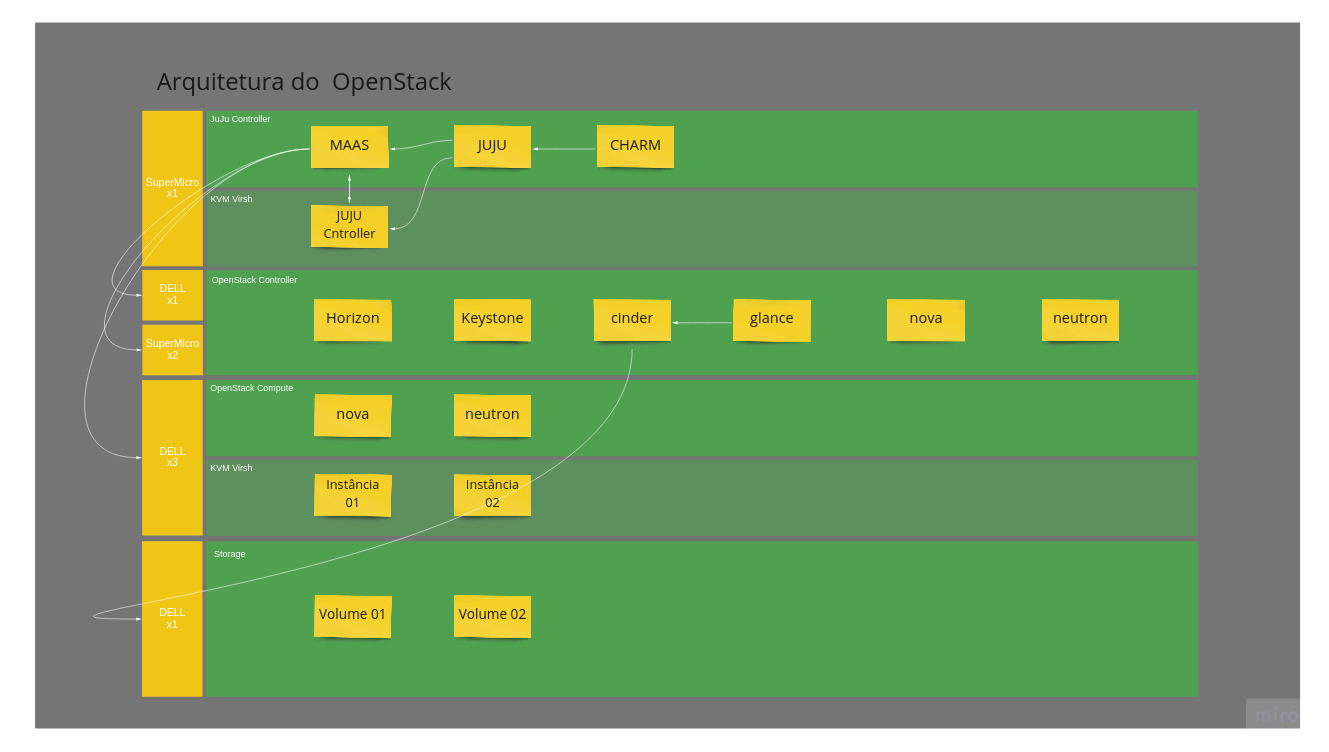 Arquitetura do OpenStack
SuperMicro
x1
JuJu Controller
MAAS
JUJU
CHARM
KVM Virsh
JUJU
Cntroller
DELL
x1
SuperMicro
x2
OpenStack Controller
Horizon
Keystone
cinder
glance
nova
neutron
DELL
x3
OpenStack Compute
nova
neutron
KVM Virsh
Instância
01
Instância
02
DELL
x1
Storage
Volume 01
Volume 02
miro